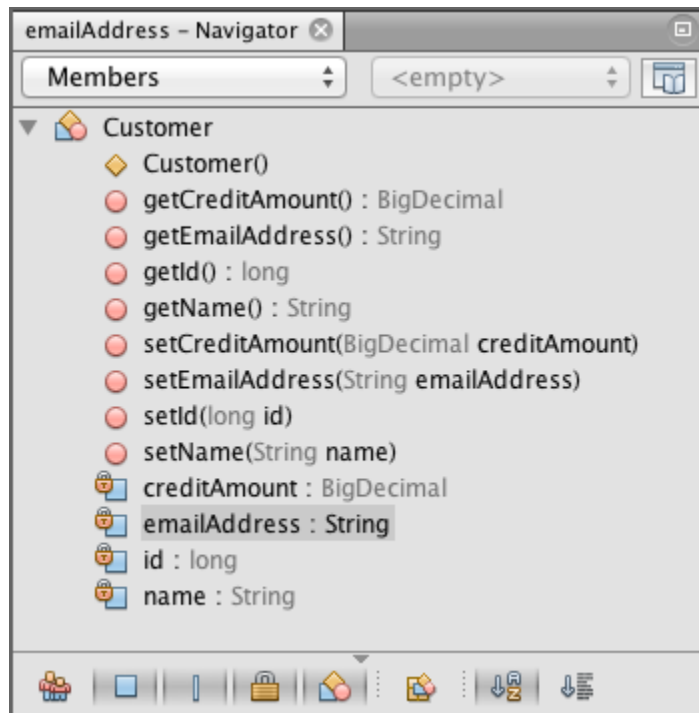 emailAddress – Navigator
Members <empty>
Customer
Customer()
getCreditAmount() : BigDecimal
getEmailAddress() : String
getId() : long
getName() : String
setCreditAmount(BigDecimal creditAmount)
setEmailAddress(String emailAddress)
setId(long id)
setName(String name)
creditAmount : BigDecimal
emailAddress : String
id : long
name : String